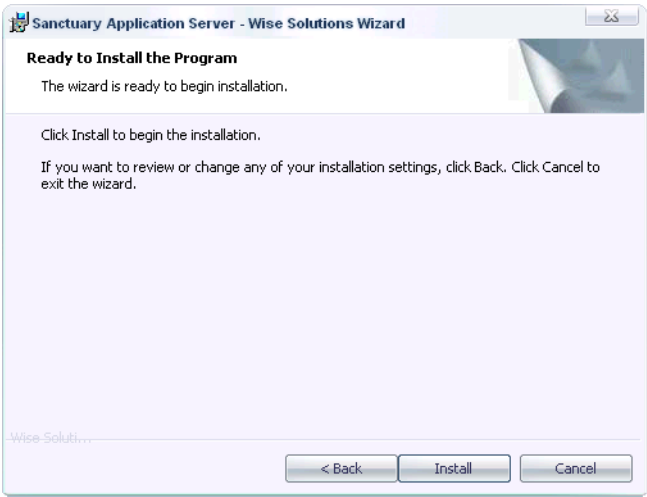 Sanctuary Application Server - Wise Solutions Wizard
Ready to Install the Program
The wizard is ready to begin installation.
Click Install to begin the installation.
If you want to review or change any of your installation settings, click Back. Click Cancel to
exit the wizard.
Wise Soluti...
< Back Install Cancel